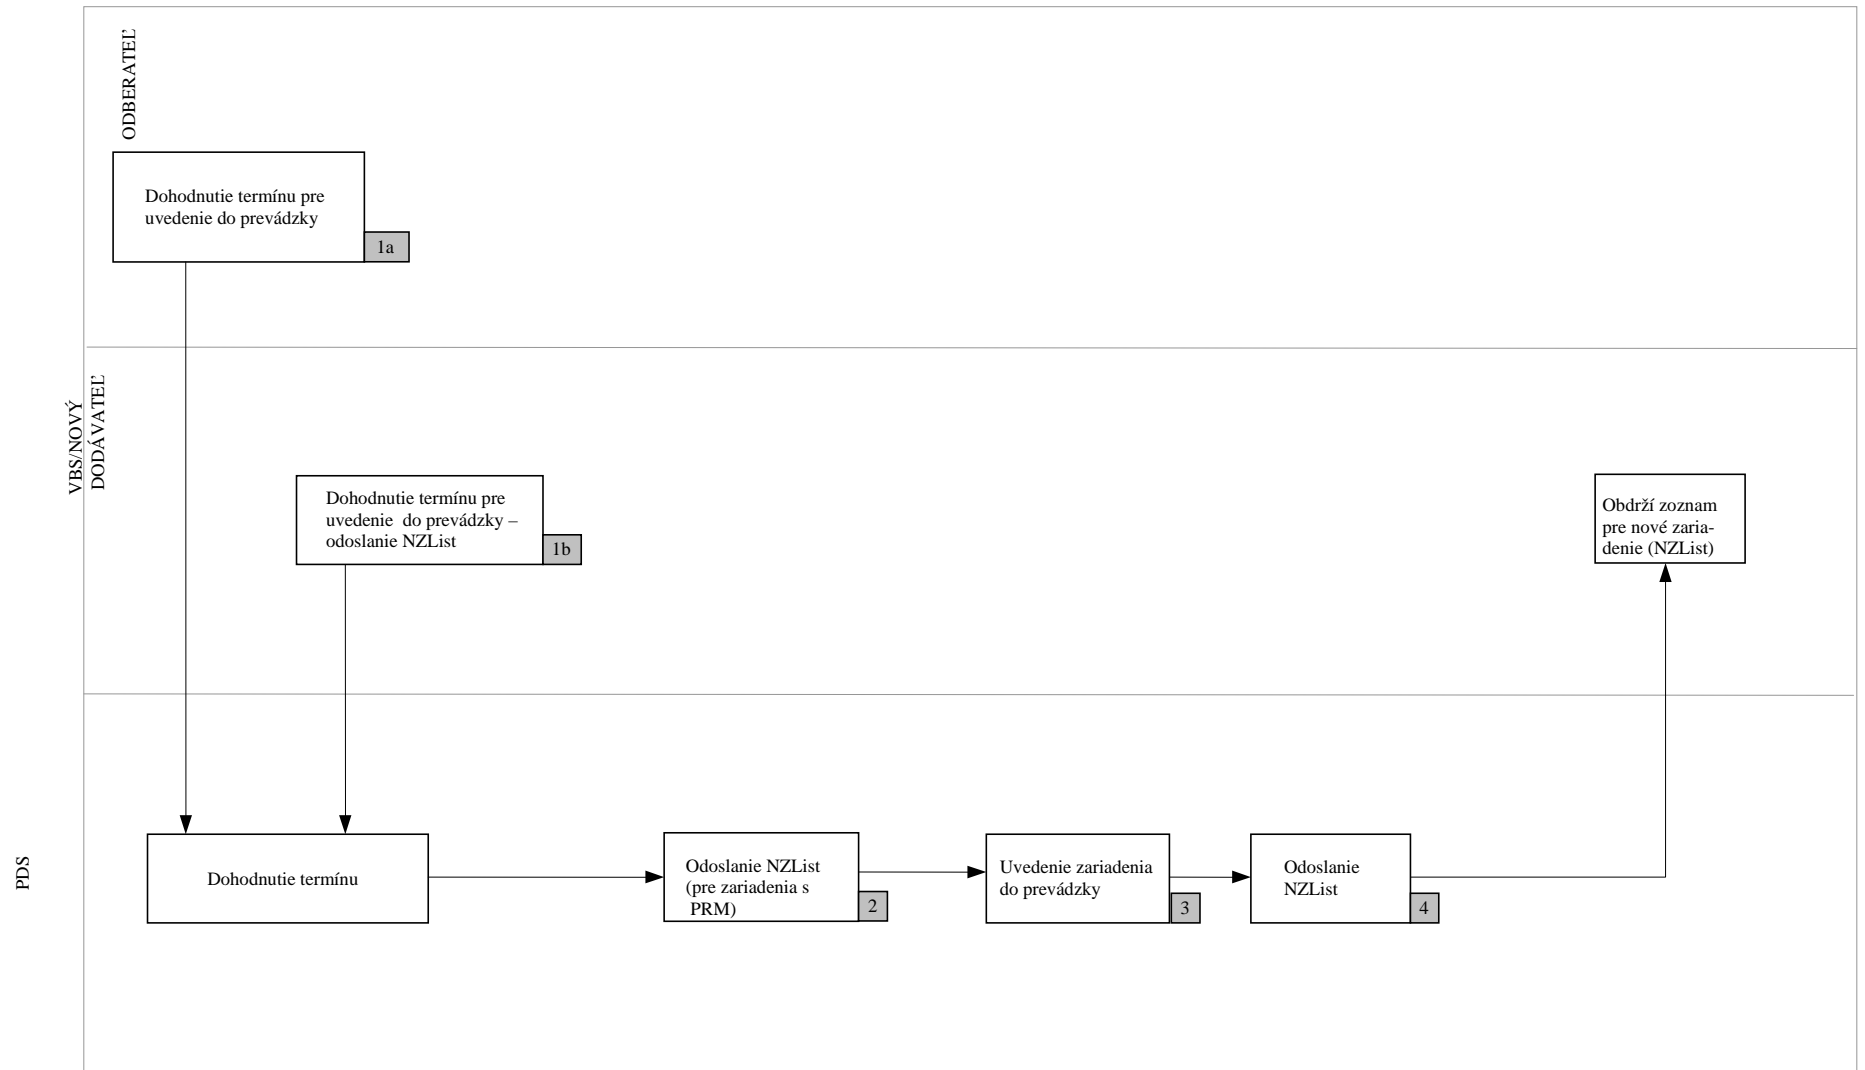 ODBERATEĽ
Dohodnutie termínu pre
uvedenie do prevádzky
1a
VBS/NOVÝ
DODÁVATEĽ
Dohodnutie termínu pre
uvedenie do prevádzky –
odoslanie NZList
1b
Obdrží zoznam
pre nové zaria-
denie (NZList)
PDS
Dohodnutie termínu
Odoslanie NZList
(pre zariadenia s
PRM)
2
Uvedenie zariadenia
do prevádzky
3
Odoslanie
NZList
4